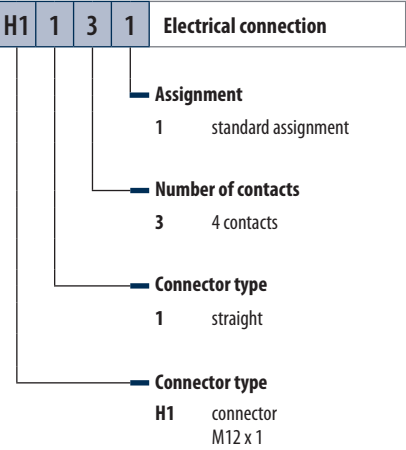 H1 1 3 1 Electrical connection
Assignment
1 standard assignment
Number of contacts
3 4 contacts
Connector type
1 straight
Connector type
H1 connector
M12 x 1